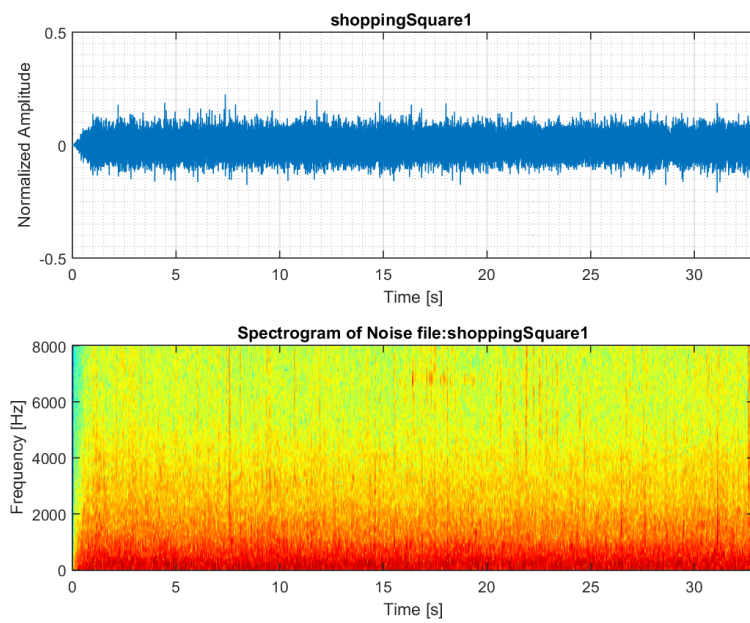 shoppingSquare1
0.5
0
-0.5
Normalized Amplitude
0 5 10 15 20 25 30
Time [s]
Spectrogram of Noise file:shoppingSquare1
8000
6000
4000
2000
0
Frequency [Hz]
0 5 10 15 20 25 30
Time [s]